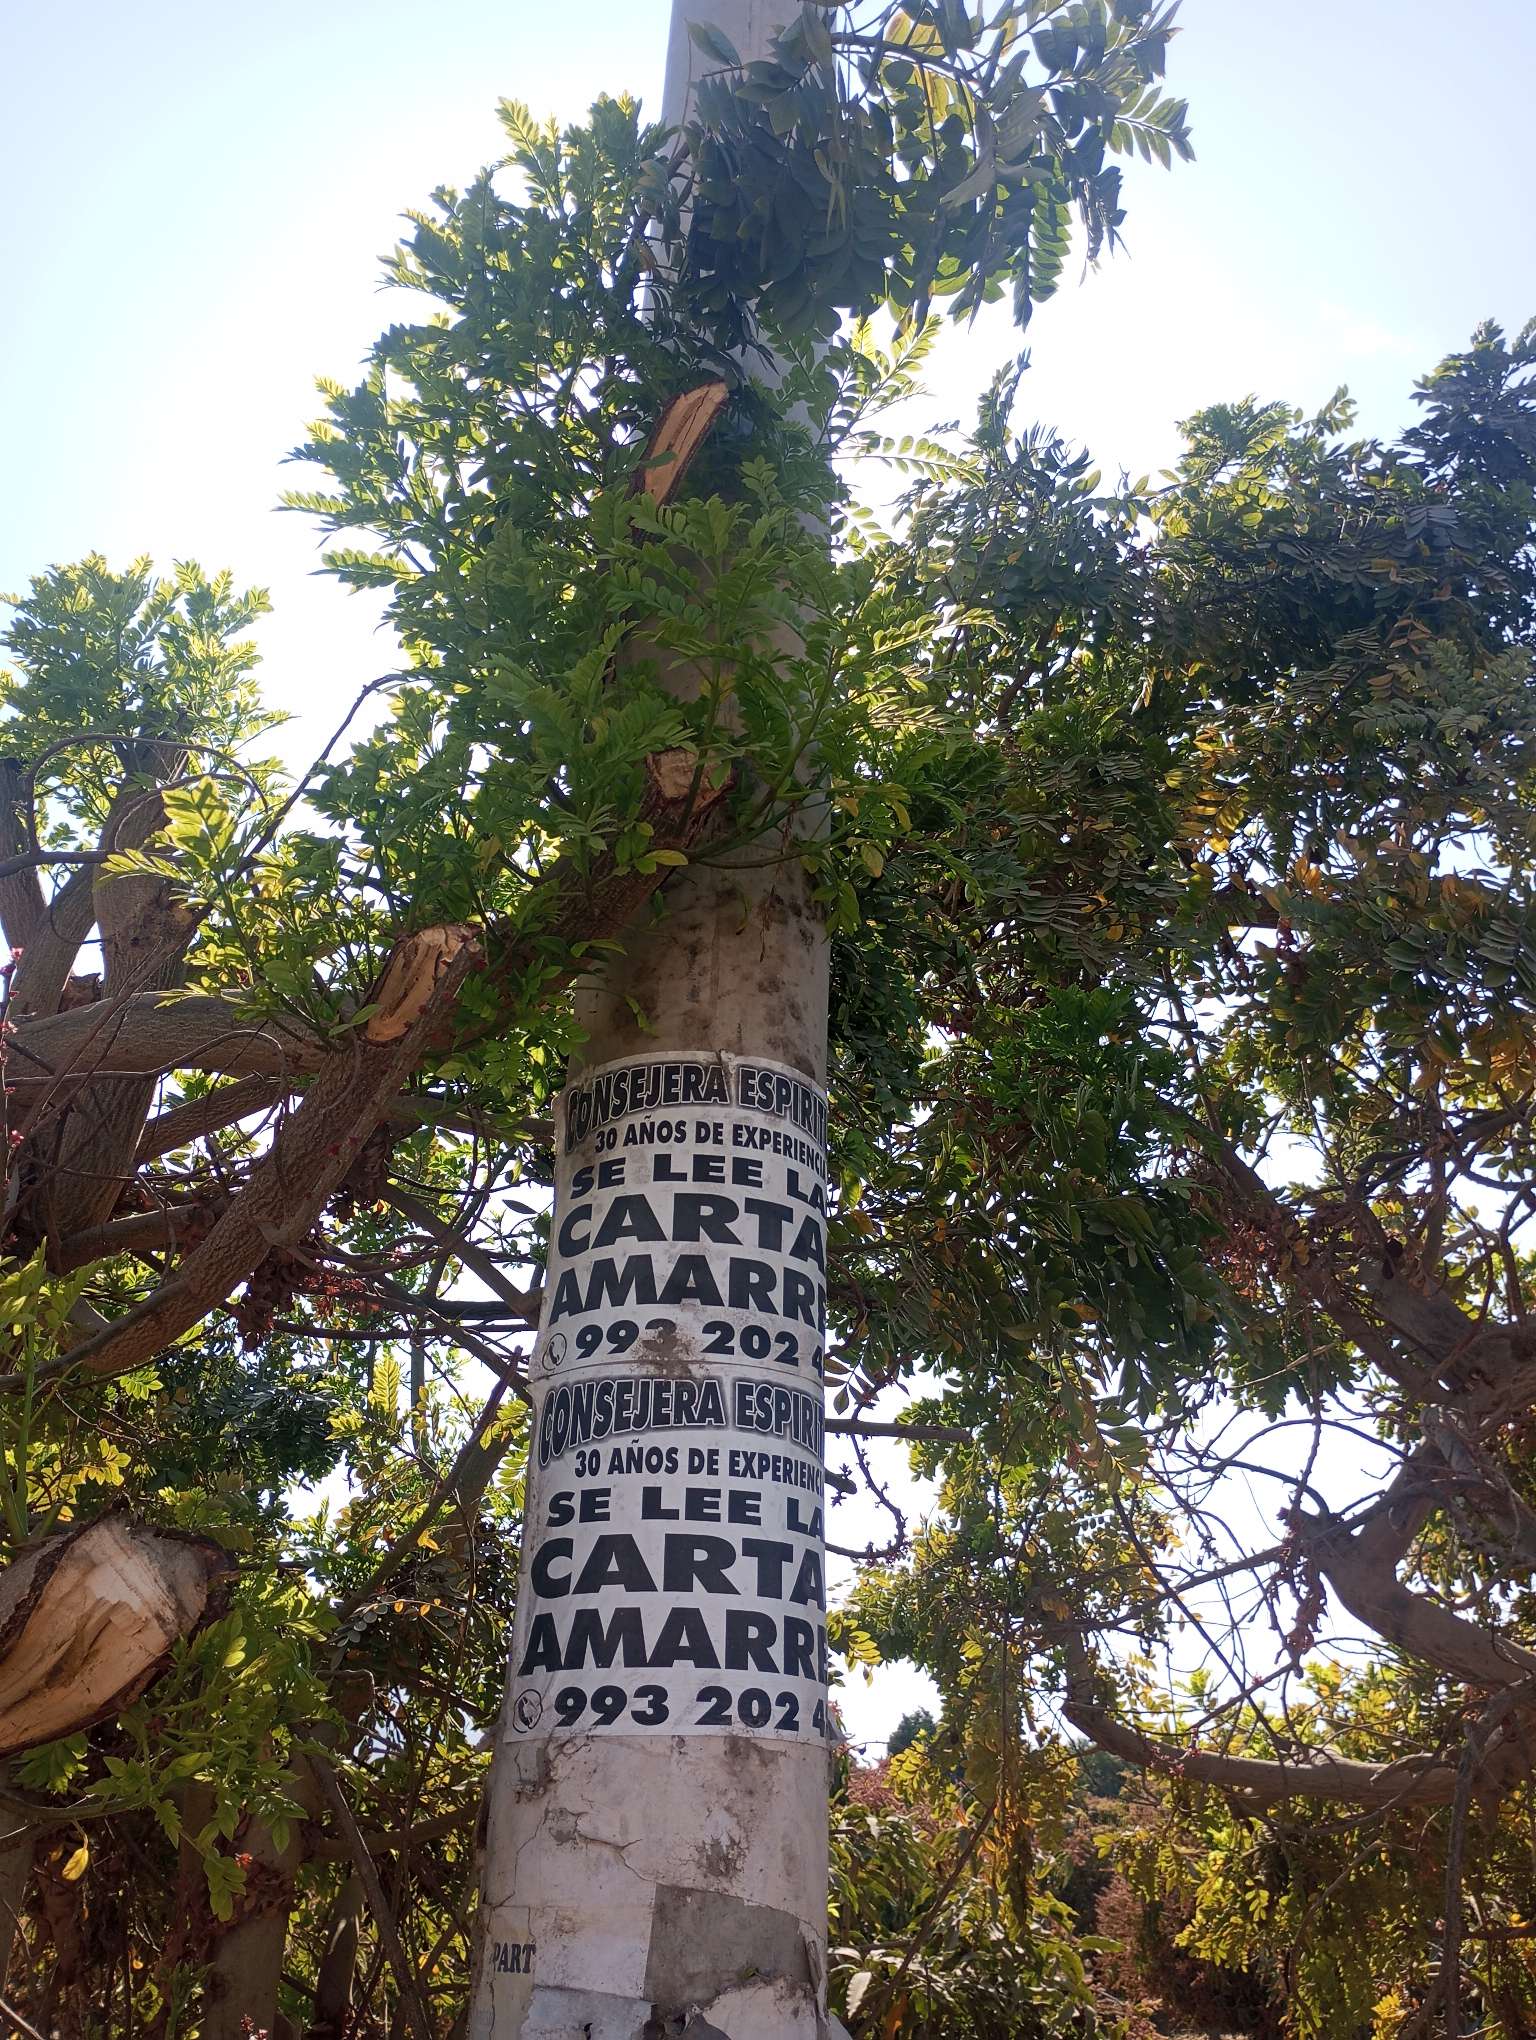 CONSEJERA ESPIRIT
30 AÑOS DE EXPERIENCIA
SE LEE LA
CARTA
AMARRE
993 202 4
CONSEJERA ESPIRIT
30 AÑOS DE EXPERIENCI
SE LEE LA
CARTA
AMARRE
993 202 4
PART